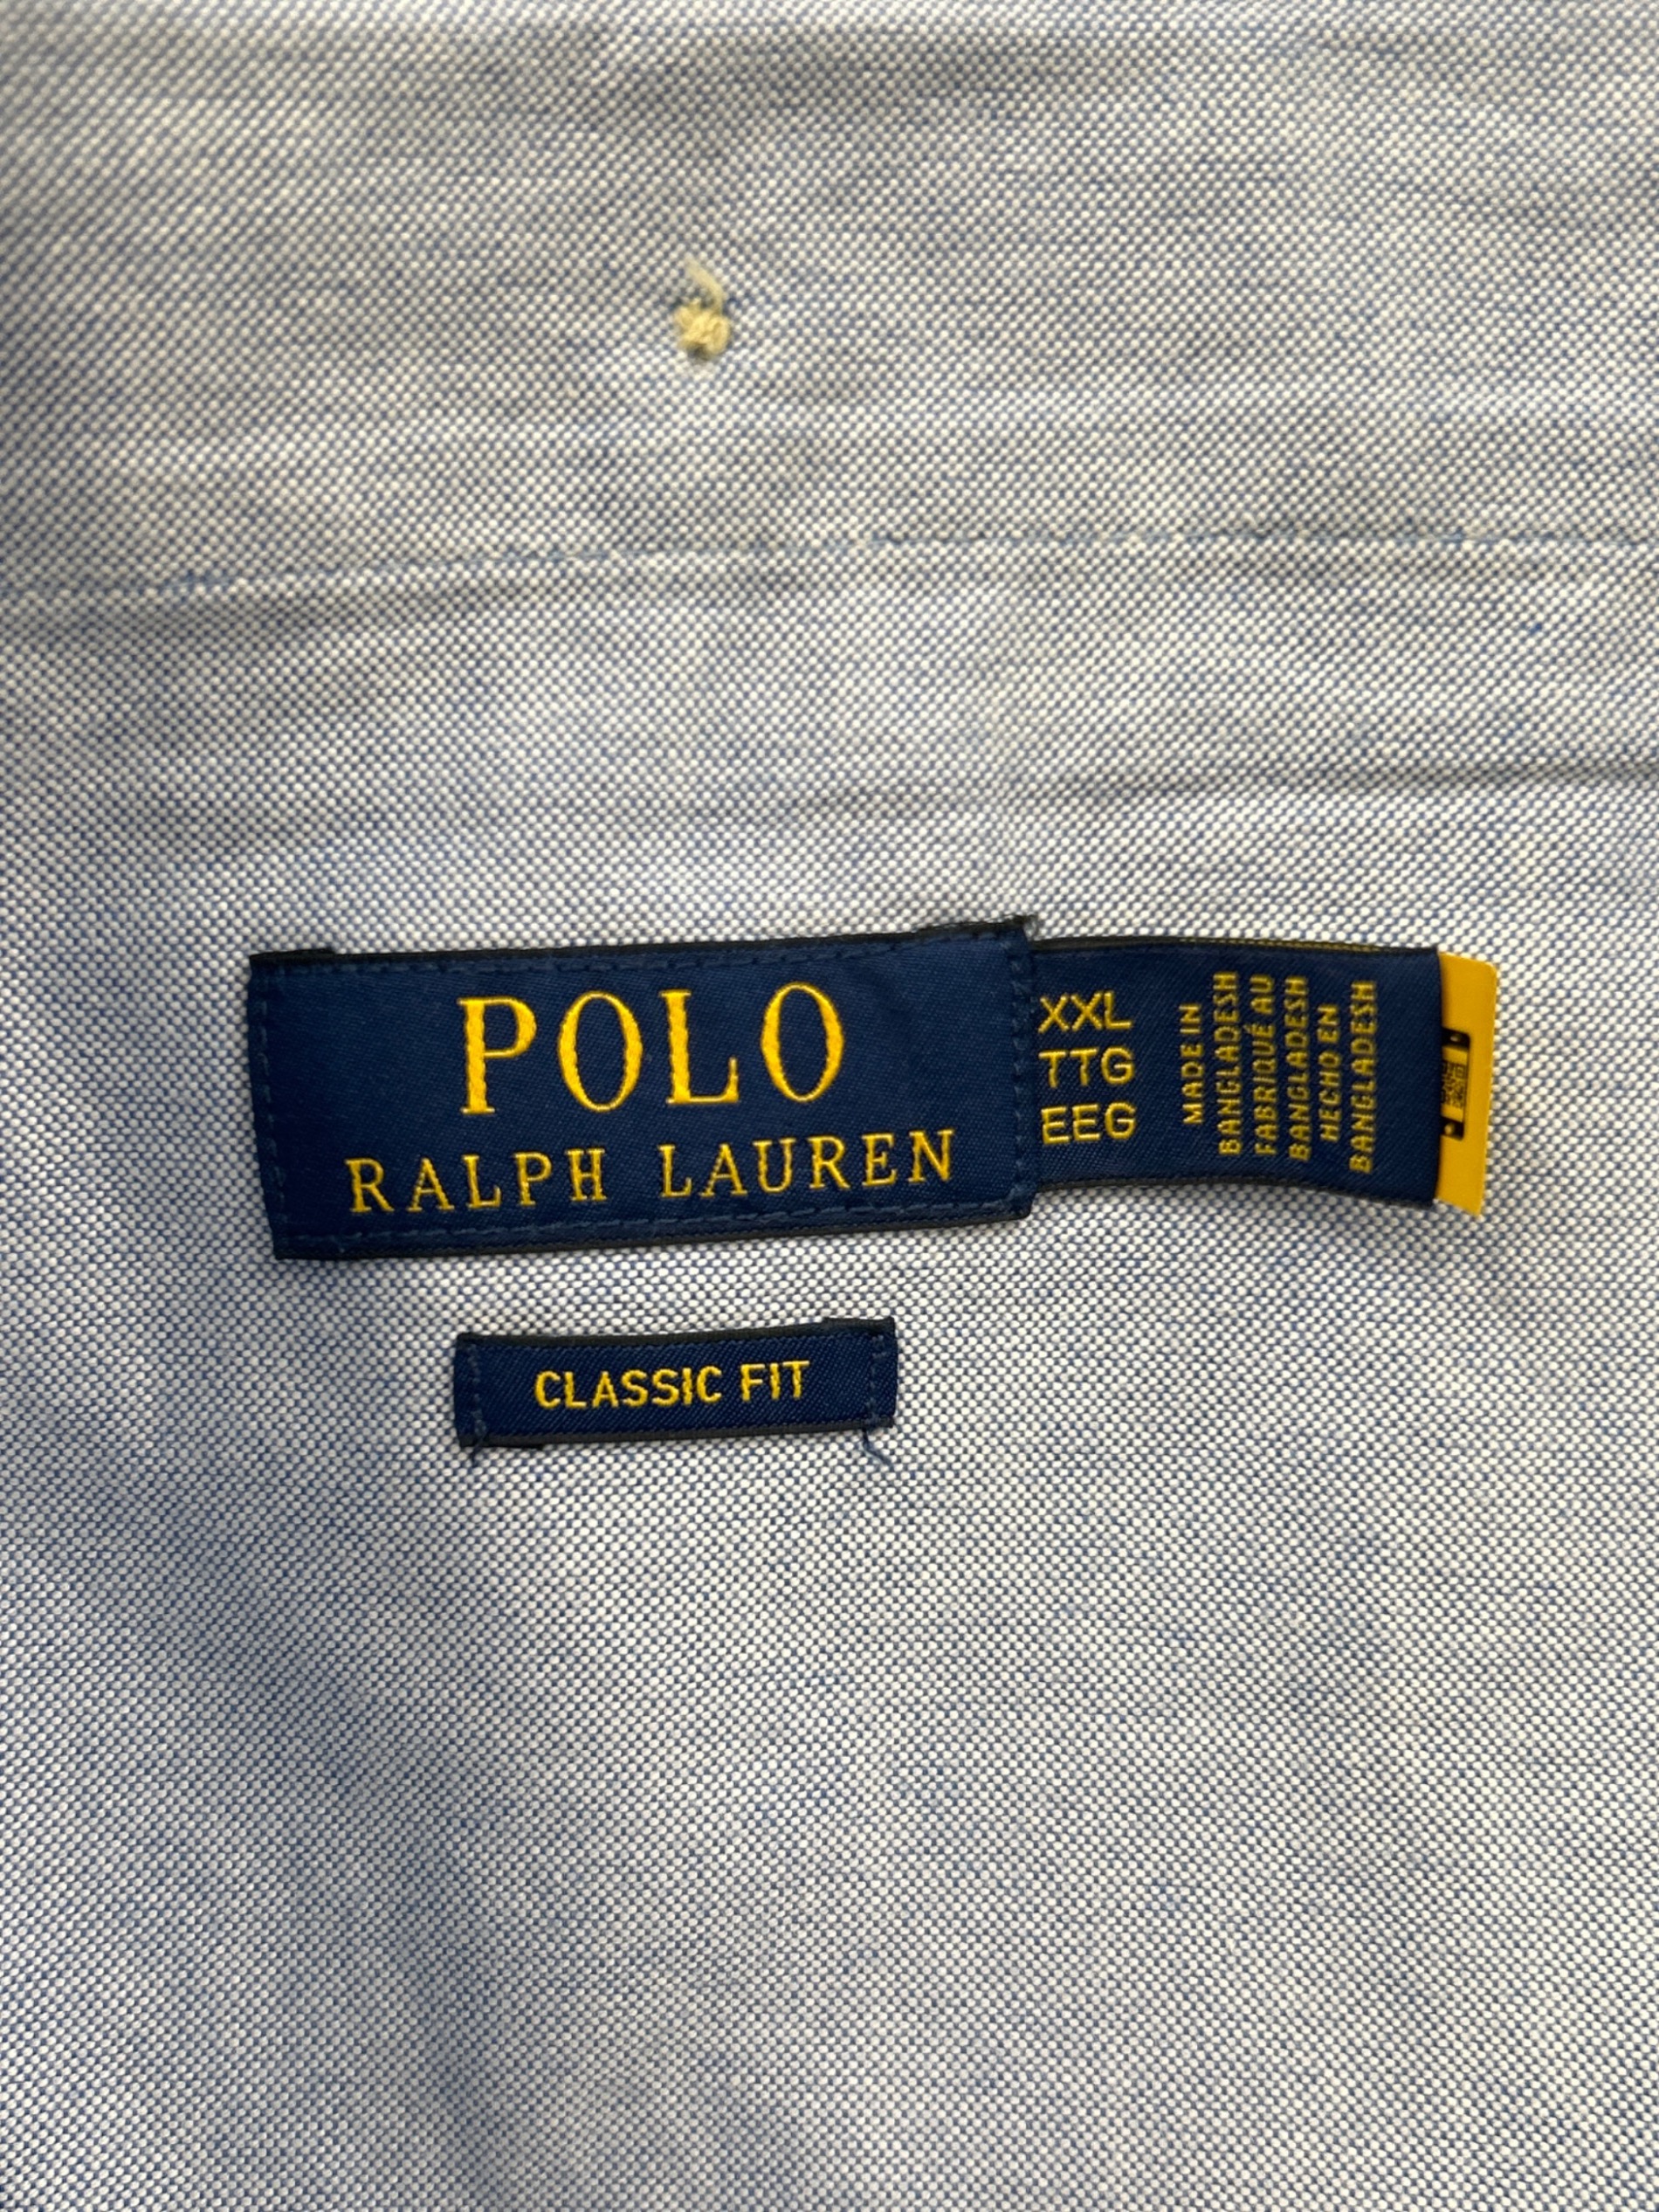 POLO
RALPH LAUREN
XXL
TTG
EEG
MADE IN
BANGLADESH
FABRIQUÉ AU
BANGLADESH
HECHO EN
BANGLADESH
CLASSIC FIT